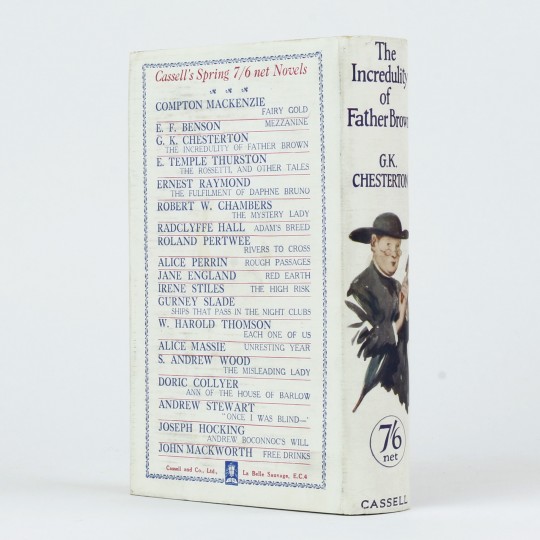 Cassell's Spring 7/6 net Novels
COMPTON MACKENZIE
FAIRY GOLD
E. F. BENSON MEZZANINE
G. K. CHESTERTON
THE INCREDULITY OF FATHER BROWN
E. TEMPLE THURSTON
THE ROSSETTI, AND OTHER TALES
ERNEST RAYMOND
THE FULFILMENT OF DAPHNE BRUNO
ROBERT W. CHAMBERS
THE MYSTERY LADY
RADCLYFFE HALL ADAM'S BREED
ROLAND PERTWEE
RIVERS TO CROSS
ALICE PERRIN ROUGH PASSAGES
JANE ENGLAND RED EARTH
IRENE STILES THE HIGH RISK
GURNEY SLADE
SHIPS THAT PASS IN THE NIGHT CLUBS
W. HAROLD THOMSON
EACH ONE OF US
ALICE MASSIE UNRESTING YEAR
S. ANDREW WOOD
THE MISLEADING LADY
DORIC COLLYER
ANN OF THE HOUSE OF BARLOW
ANDREW STEWART
"ONCE I WAS BLIND—"
JOSEPH HOCKING
ANDREW BOCONNOC'S WILL
JOHN MACKWORTH FREE DRINKS
Cassell and Co., Ltd., La Belle Sauvage, E.C.4
The
Incredulity
of
Father Brown
G.K.
CHESTERTON
7/6
net
CASSELL